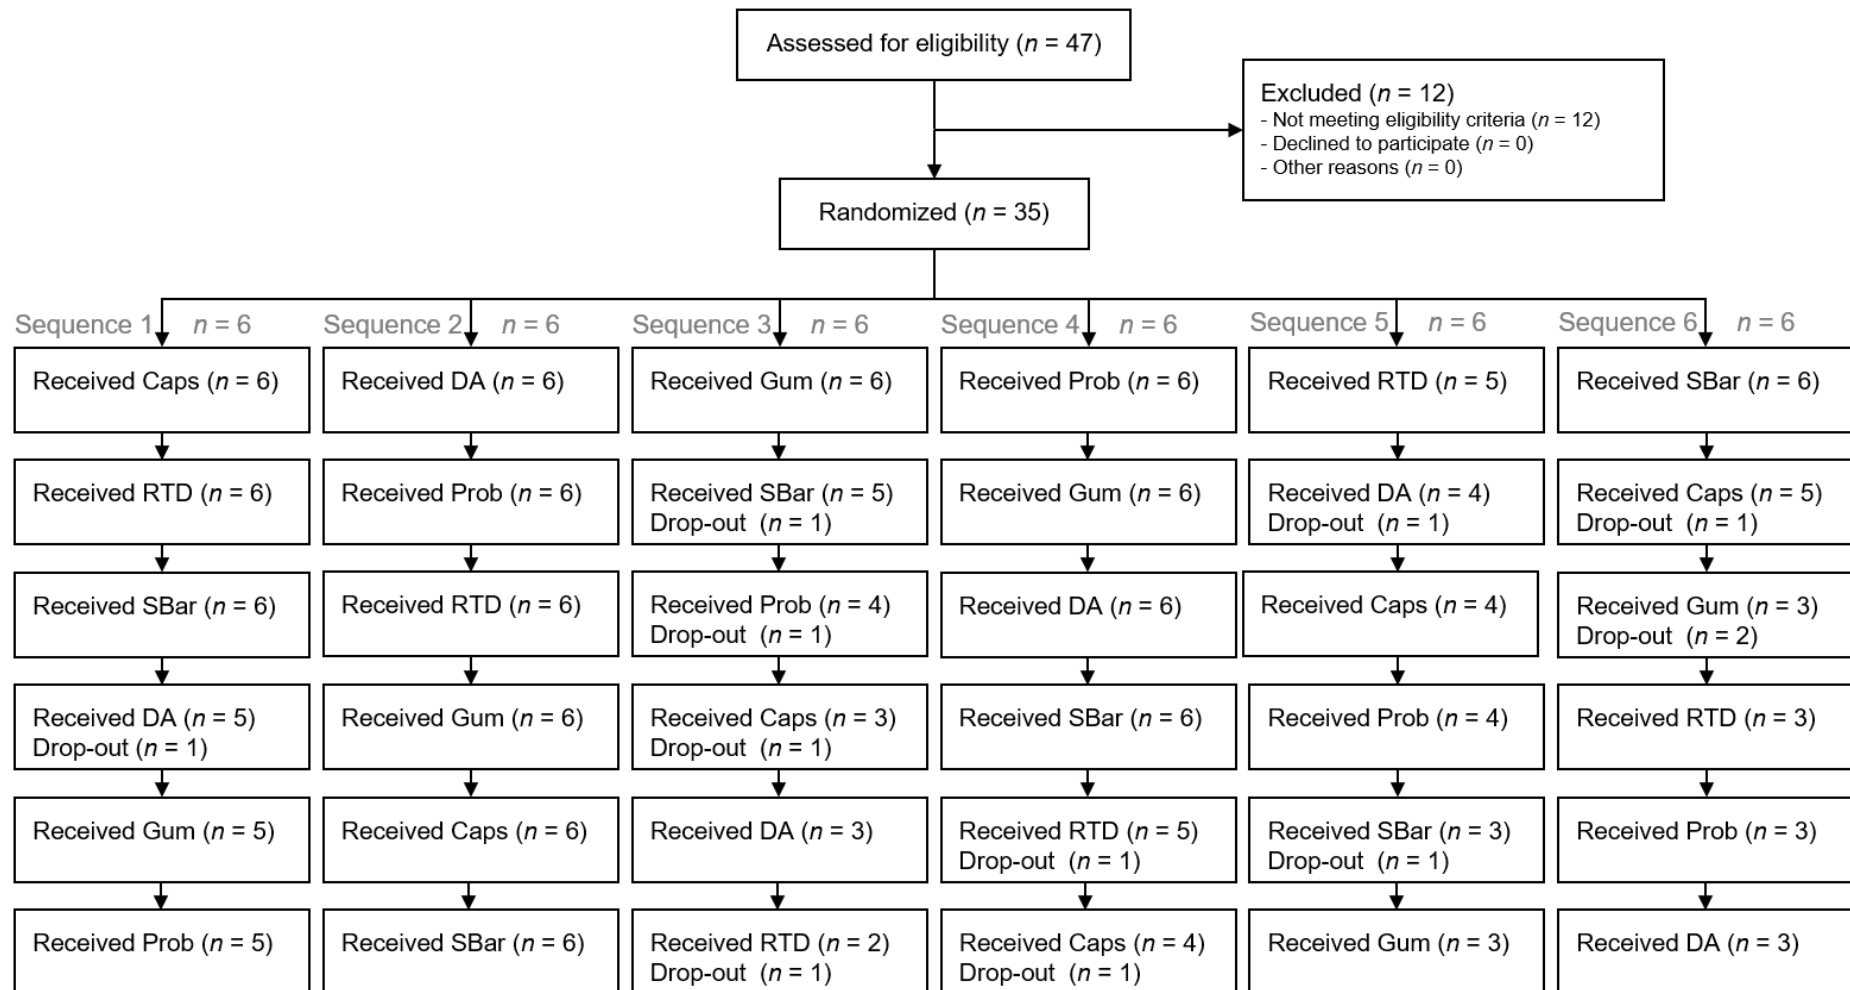 Assessed for eligibility (n = 47)
Excluded (n = 12)
- Not meeting eligibility criteria (n = 12)
- Declined to participate (n = 0)
- Other reasons (n = 0)
Randomized (n = 35)
Sequence 1 n = 6
Sequence 2 n = 6
Sequence 3 n = 6
Sequence 4 n = 6
Sequence 5 n = 6
Sequence 6 n = 6
Received Caps (n = 6)
Received DA (n = 6)
Received Gum (n = 6)
Received Prob (n = 6)
Received RTD (n = 5)
Received SBar (n = 6)
Received RTD (n = 6)
Received Prob (n = 6)
Received SBar (n = 5)
Drop-out (n = 1)
Received Gum (n = 6)
Received DA (n = 4)
Drop-out (n = 1)
Received Caps (n = 5)
Drop-out (n = 1)
Received SBar (n = 6)
Received RTD (n = 6)
Received Prob (n = 4)
Drop-out (n = 1)
Received DA (n = 6)
Received Caps (n = 4)
Received Gum (n = 3)
Drop-out (n = 2)
Received DA (n = 5)
Drop-out (n = 1)
Received Gum (n = 6)
Received Caps (n = 3)
Drop-out (n = 1)
Received SBar (n = 6)
Received Prob (n = 4)
Received RTD (n = 3)
Received Gum (n = 5)
Received Caps (n = 6)
Received DA (n = 3)
Received RTD (n = 5)
Drop-out (n = 1)
Received SBar (n = 3)
Drop-out (n = 1)
Received Prob (n = 3)
Received Prob (n = 5)
Received SBar (n = 6)
Received RTD (n = 2)
Drop-out (n = 1)
Received Caps (n = 4)
Drop-out (n = 1)
Received Gum (n = 3)
Received DA (n = 3)